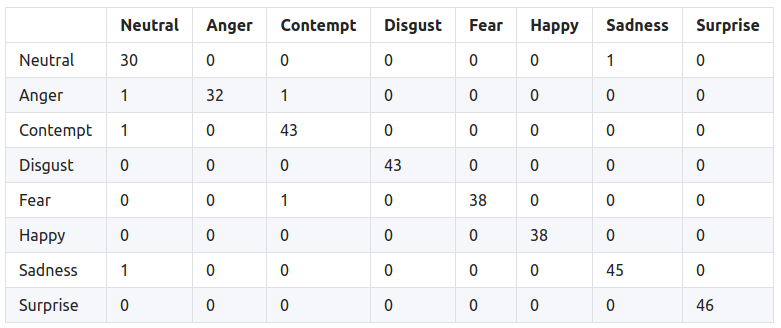 Neutral Anger Contempt Disgust Fear Happy Sadness Surprise
Neutral 30 0 0 0 0 0 1 0
Anger 1 32 1 0 0 0 0 0
Contempt 1 0 43 0 0 0 0 0
Disgust 0 0 0 43 0 0 0 0
Fear 0 0 1 0 38 0 0 0
Happy 0 0 0 0 0 38 0 0
Sadness 1 0 0 0 0 0 45 0
Surprise 0 0 0 0 0 0 0 46